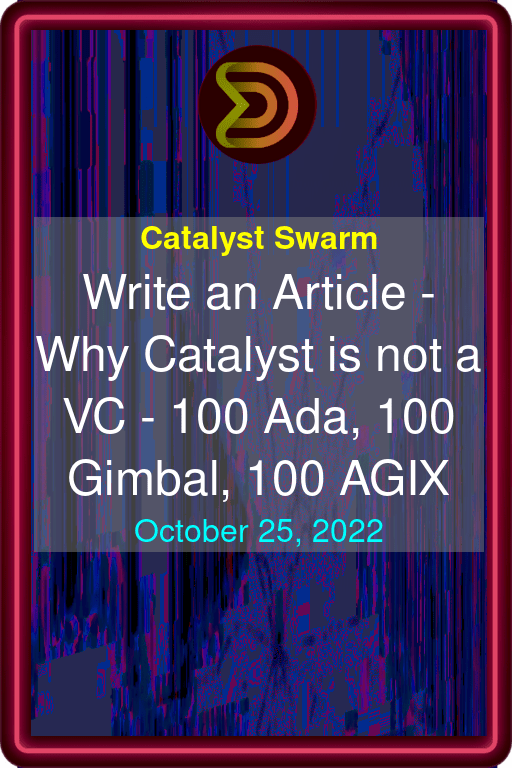 Catalyst Swarm
Write an Article -
Why Catalyst is not a
VC - 100 Ada, 100
Gimbal, 100 AGIX
October 25, 2022